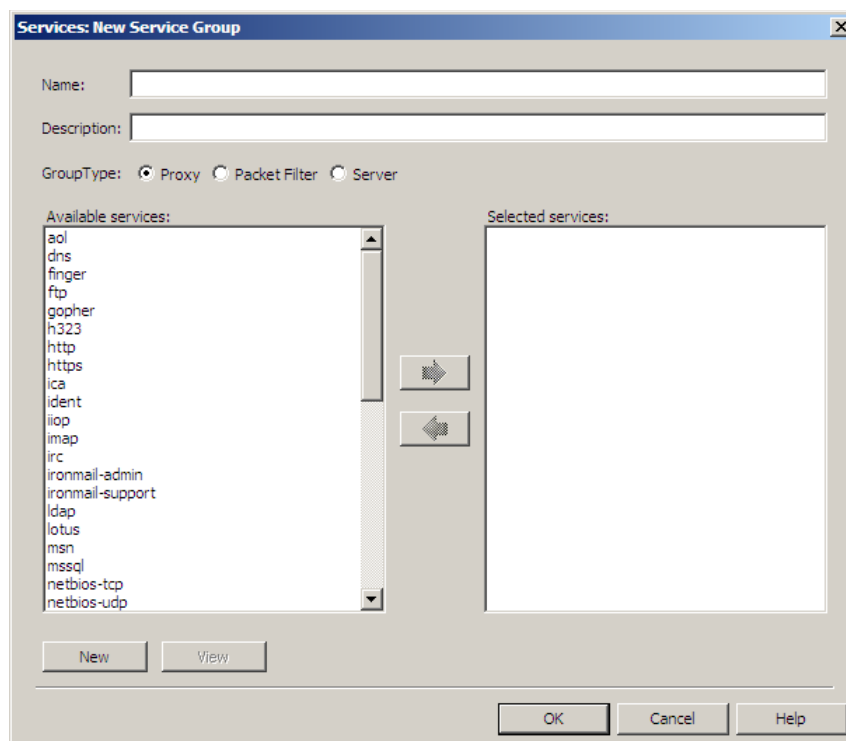 Services: New Service Group
Name:
Description:
GroupType: Proxy Packet Filter Server
Available services:
Selected services:
aol
dns
finger
ftp
gopher
h323
http
https
ica
ident
iiop
imap
irc
ironmail-admin
ironmail-support
ldap
lotus
msn
mssql
netbios-tcp
netbios-udp
New
View
OK
Cancel
Help